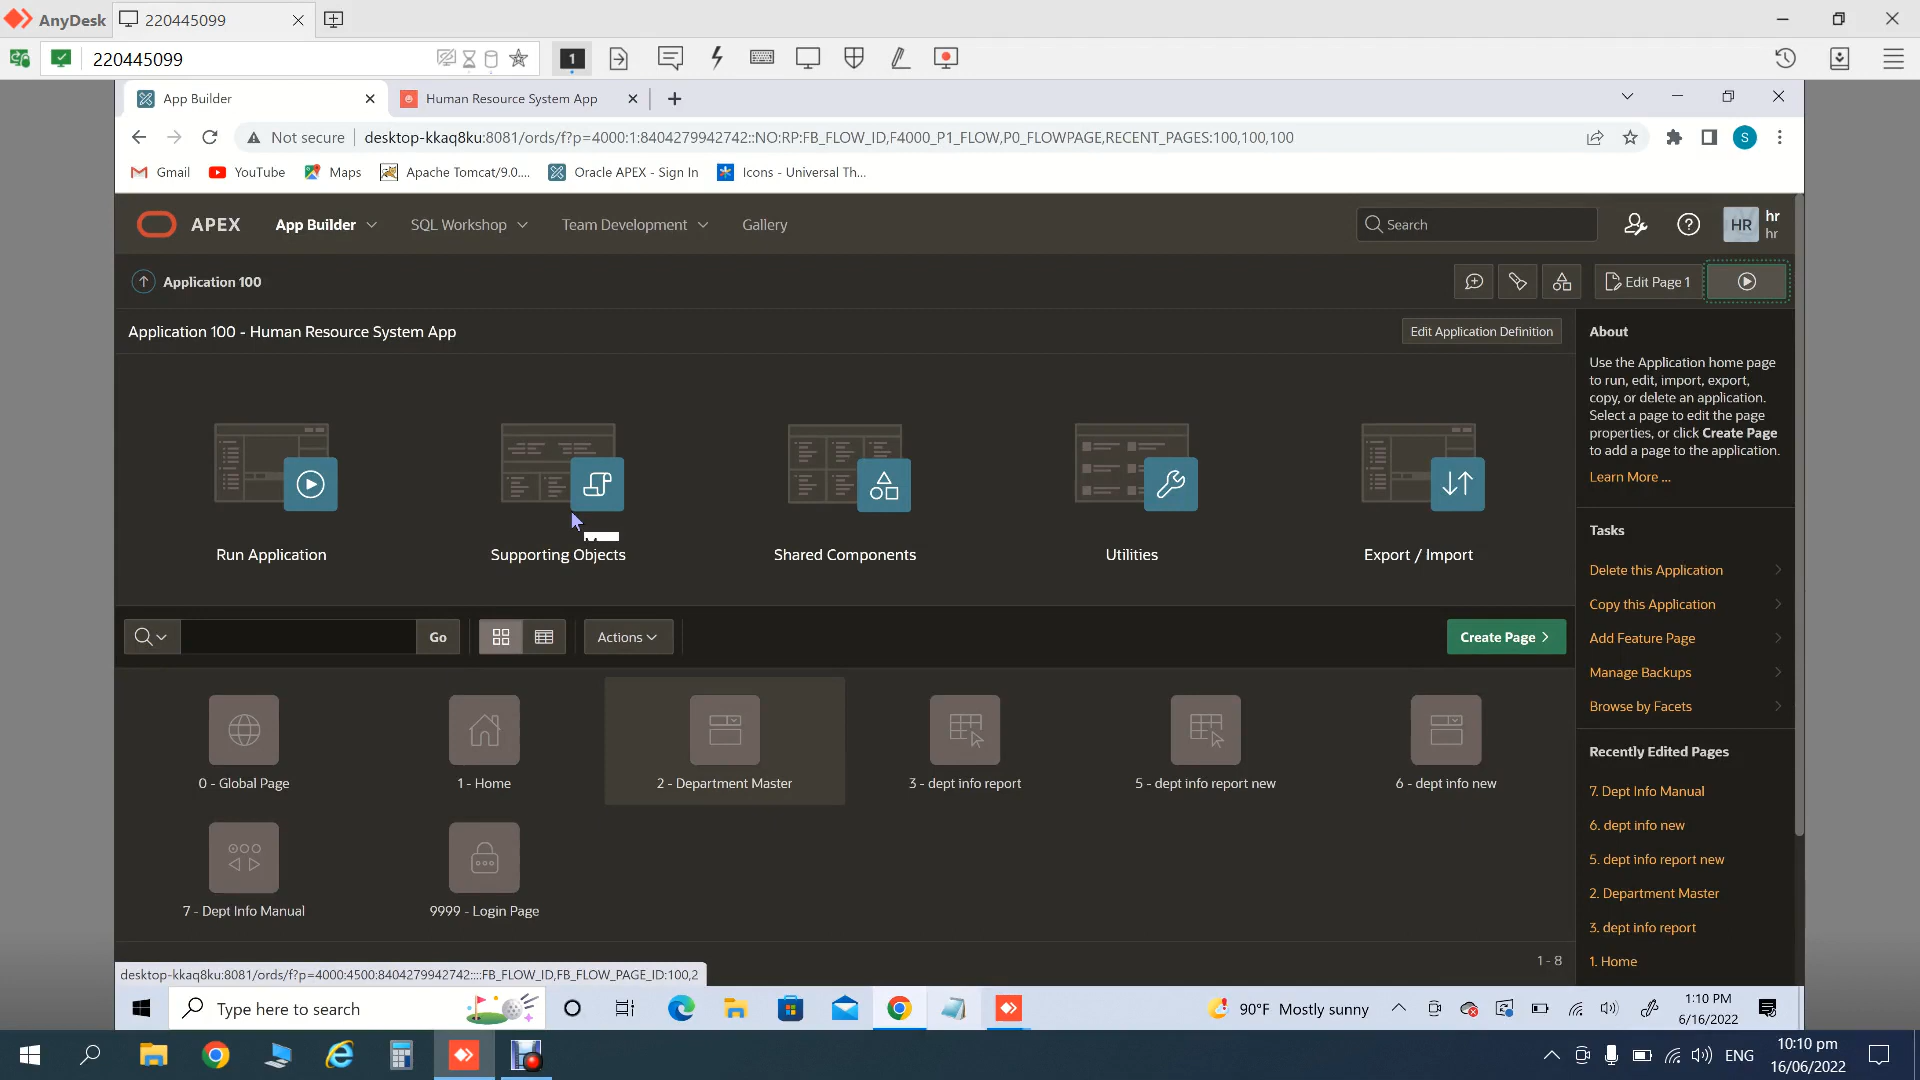 AnyDesk
220445099
220445099
1
App Builder
Human Resource System App
Not secure
desktop-kkaq8ku:8081/ords/f?p=4000:1:8404279942742::NO:RP:FB_FLOW_ID,F4000_P1_FLOW,P0_FLOWPAGE,RECENT_PAGES:100,100,100
S
Gmail
YouTube
Maps
Apache Tomcat/9.0....
Oracle APEX - Sign In
Icons - Universal Th...
APEX
App Builder
SQL Workshop
Team Development
Gallery
Search
HR
hr
hr
Application 100
Edit Page 1
Application 100 - Human Resource System App
Edit Application Definition
Run Application
Supporting Objects
Shared Components
Utilities
Export / Import
Go
Actions
Create Page
0 - Global Page
1 - Home
2 - Department Master
3 - dept info report
5 - dept info report new
6 - dept info new
7 - Dept Info Manual
9999 - Login Page
1 - 8
About
Use the Application home page
to run, edit, import, export,
copy, or delete an application.
Select a page to edit the page
properties, or click Create Page
to add a page to the application.
Learn More ...
Tasks
Delete this Application
Copy this Application
Add Feature Page
Manage Backups
Browse by Facets
Recently Edited Pages
7. Dept Info Manual
6. dept info new
5. dept info report new
2. Department Master
3. dept info report
1. Home
desktop-kkaq8ku:8081/ords/f?p=4000:4500:8404279942742::::FB_FLOW_ID,FB_FLOW_PAGE_ID:100,2
Type here to search
90°F Mostly sunny
1:10 PM
6/16/2022
ENG
10:10 pm
16/06/2022